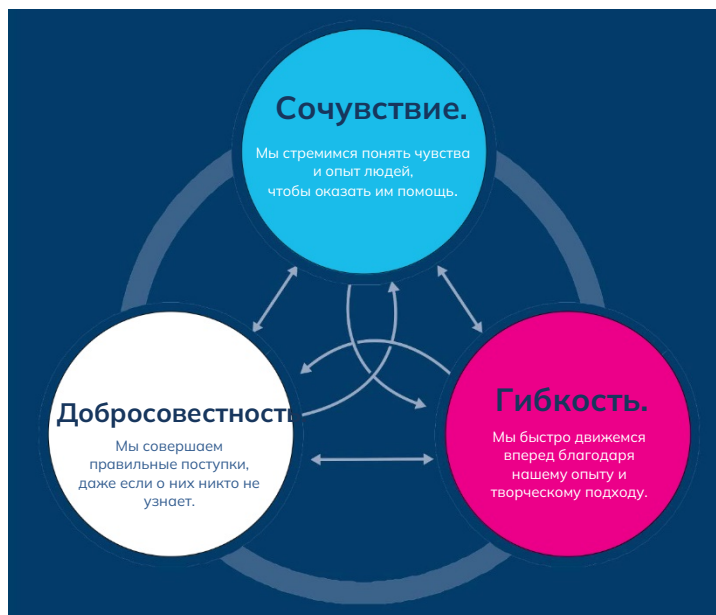 Сочувствие.
Мы стремимся понять чувства
и опыт людей,
чтобы оказать им помощь.
Добросовестность
Мы совершаем
правильные поступки,
даже если о них никто не
узнает.
Гибкость.
Мы быстро движемся
вперед благодаря
нашему опыту и
творческому подходу.